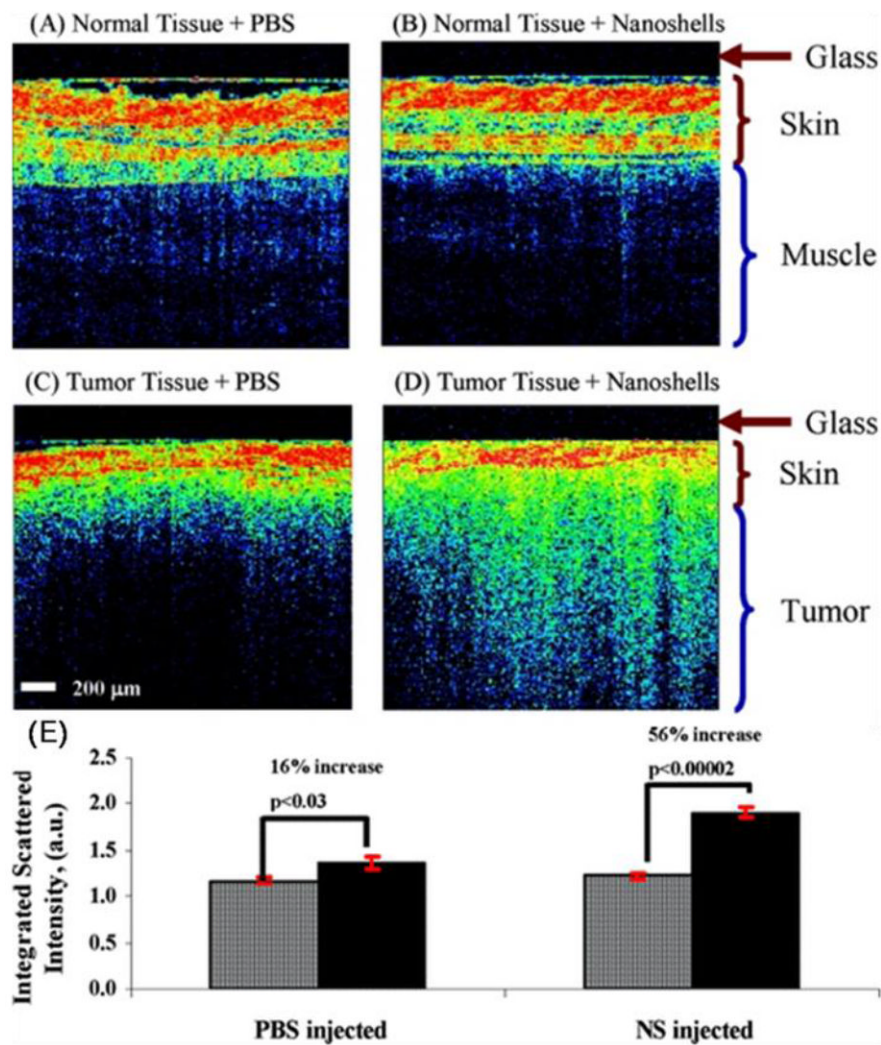 (A) Normal Tissue + PBS
(B) Normal Tissue + Nanoshells
Glass
Skin
Muscle
(C) Tumor Tissue + PBS
(D) Tumor Tissue + Nanoshells
Glass
Skin
Tumor
200 μm
(E)
Integrated Scattered
Intensity, (a.u.)
2.5
2.0
1.5
1.0
0.5
0.0
16% increase
p<0.03
56% increase
p<0.00002
PBS injected
NS injected